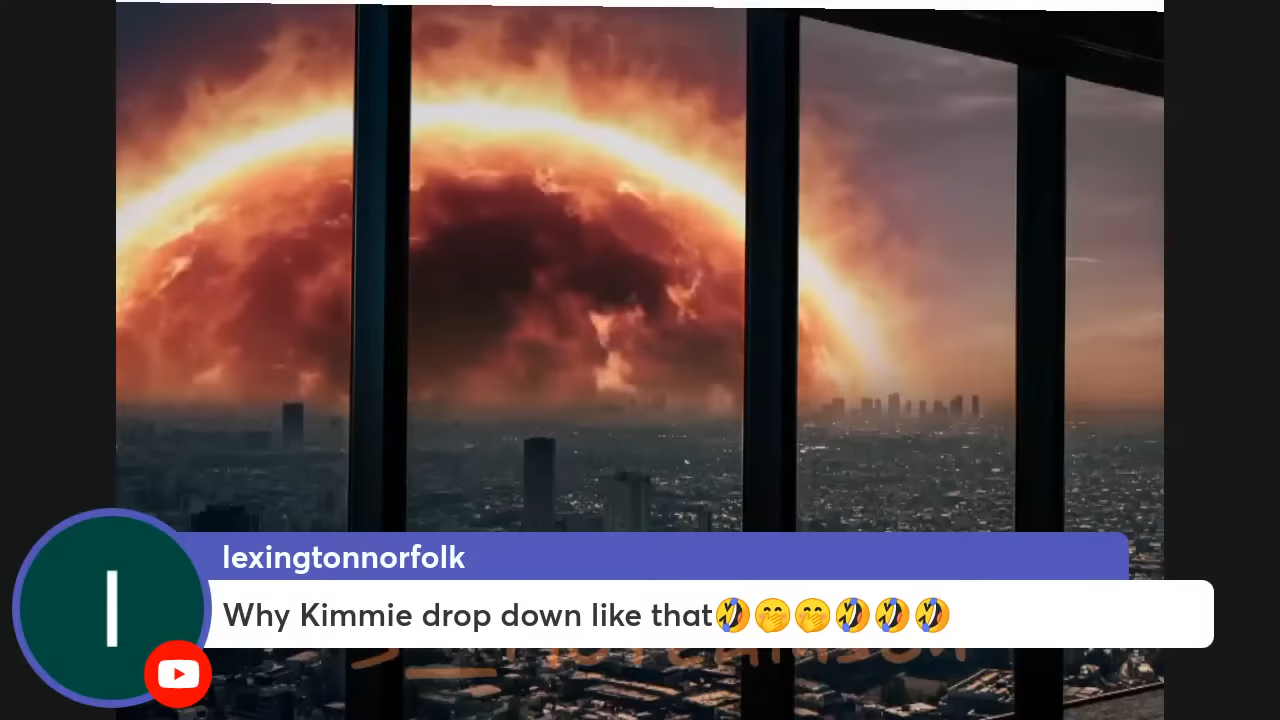 lexingtonnorfolk
Why Kimmie drop down like that🤣🤭🤭🤣🤣🤣